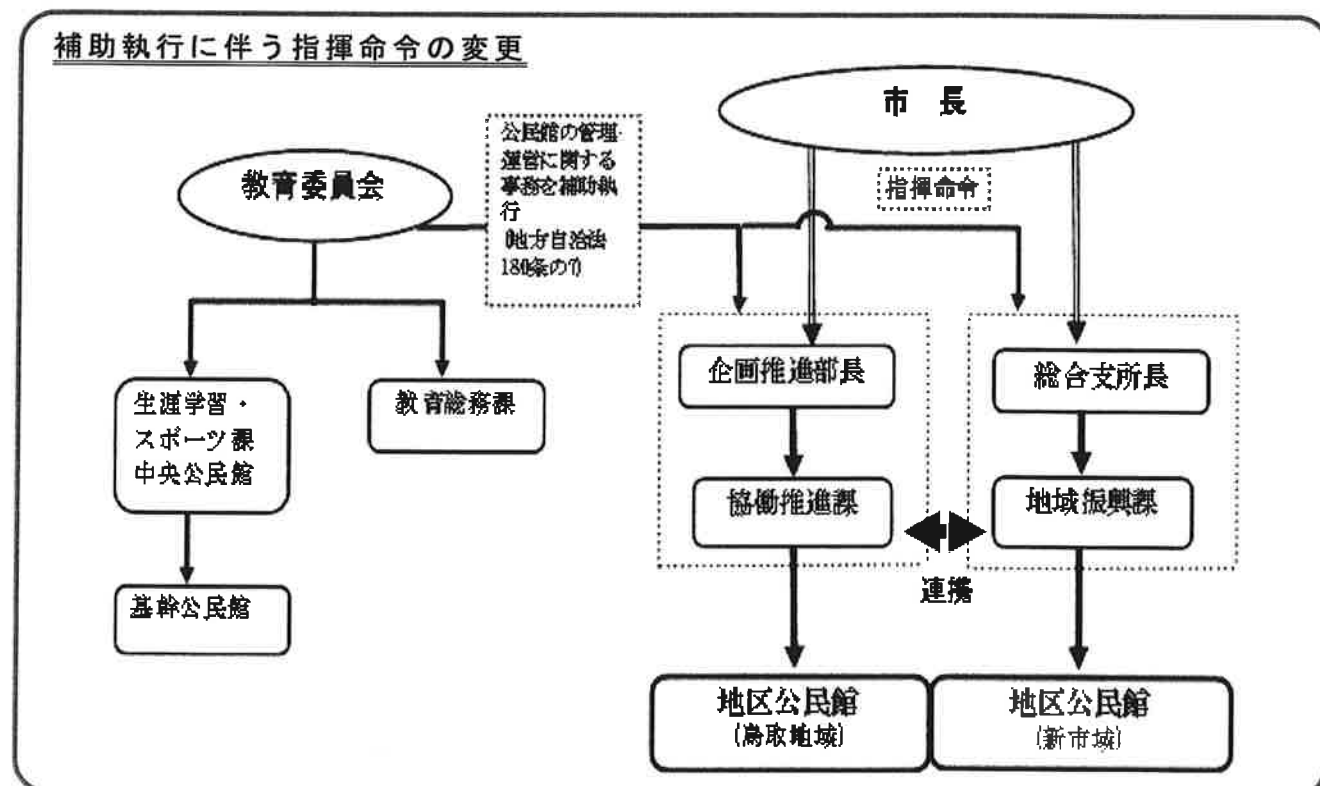 補助執行に伴う指揮命令の変更
市 長
公民館の管理・
運営に関する
事務を補助執
行
(地方自治法
180条の7)
教育委員会
指揮命令
企画推進部長
総合支所長
生涯学習・
スポーツ課
中央公民館
教育総務課
協働推進課
地域振興課
連携
基幹公民館
地区公民館
(鳥取地域)
地区公民館
(新市域)